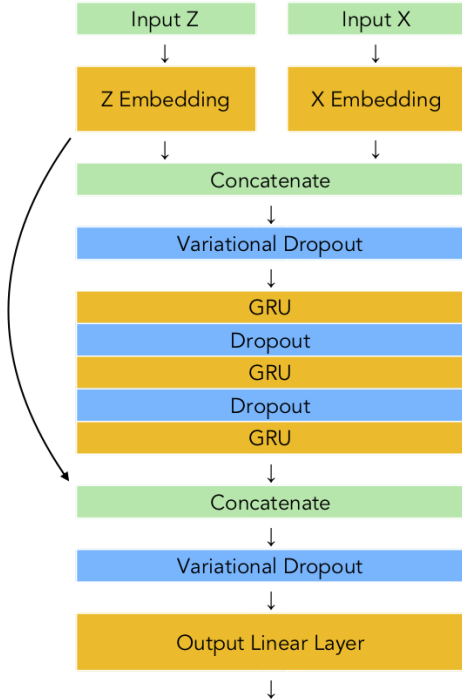 Input Z
Input X
Z Embedding
X Embedding
Concatenate
Variational Dropout
GRU
Dropout
GRU
Dropout
GRU
Concatenate
Variational Dropout
Output Linear Layer